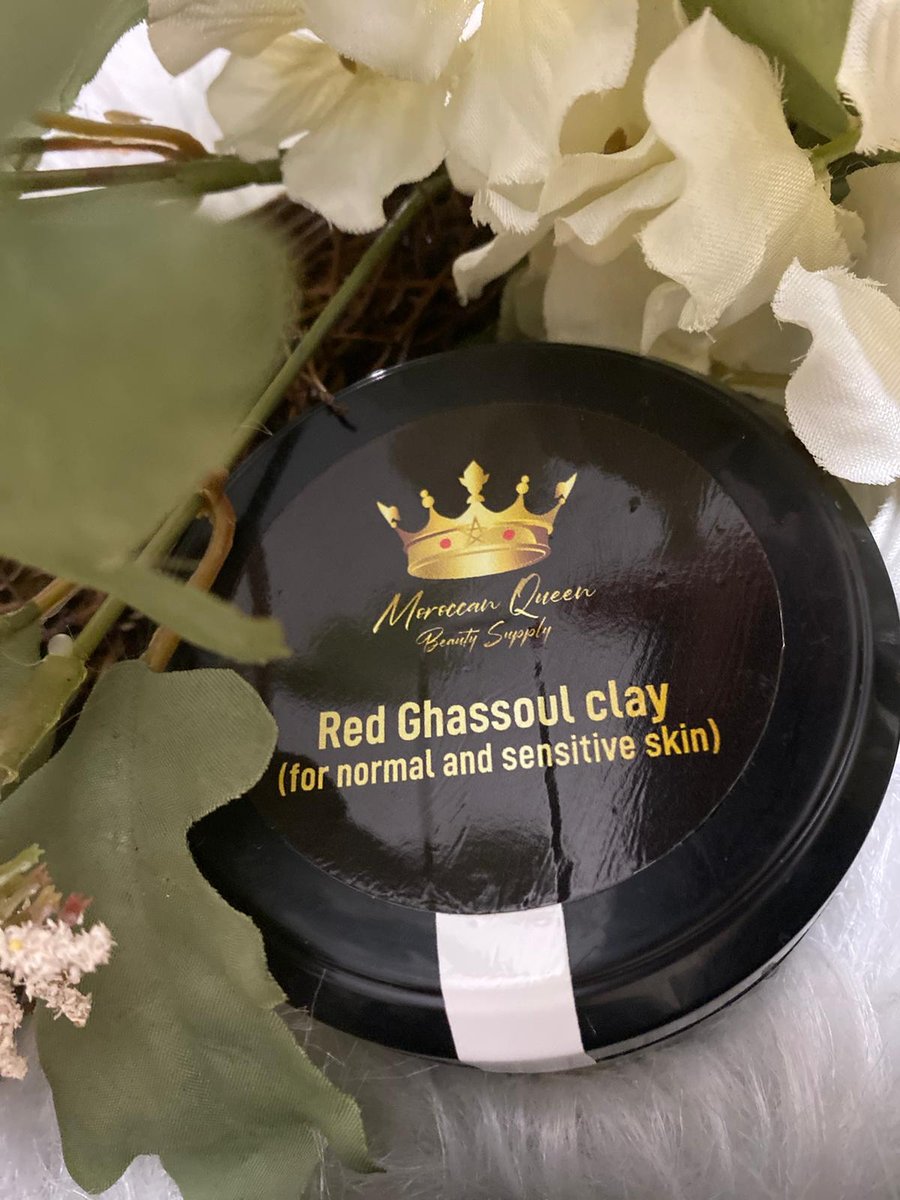 Moroccan Queen
Beauty Supply
Red Ghassoul clay
(for normal and sensitive skin)